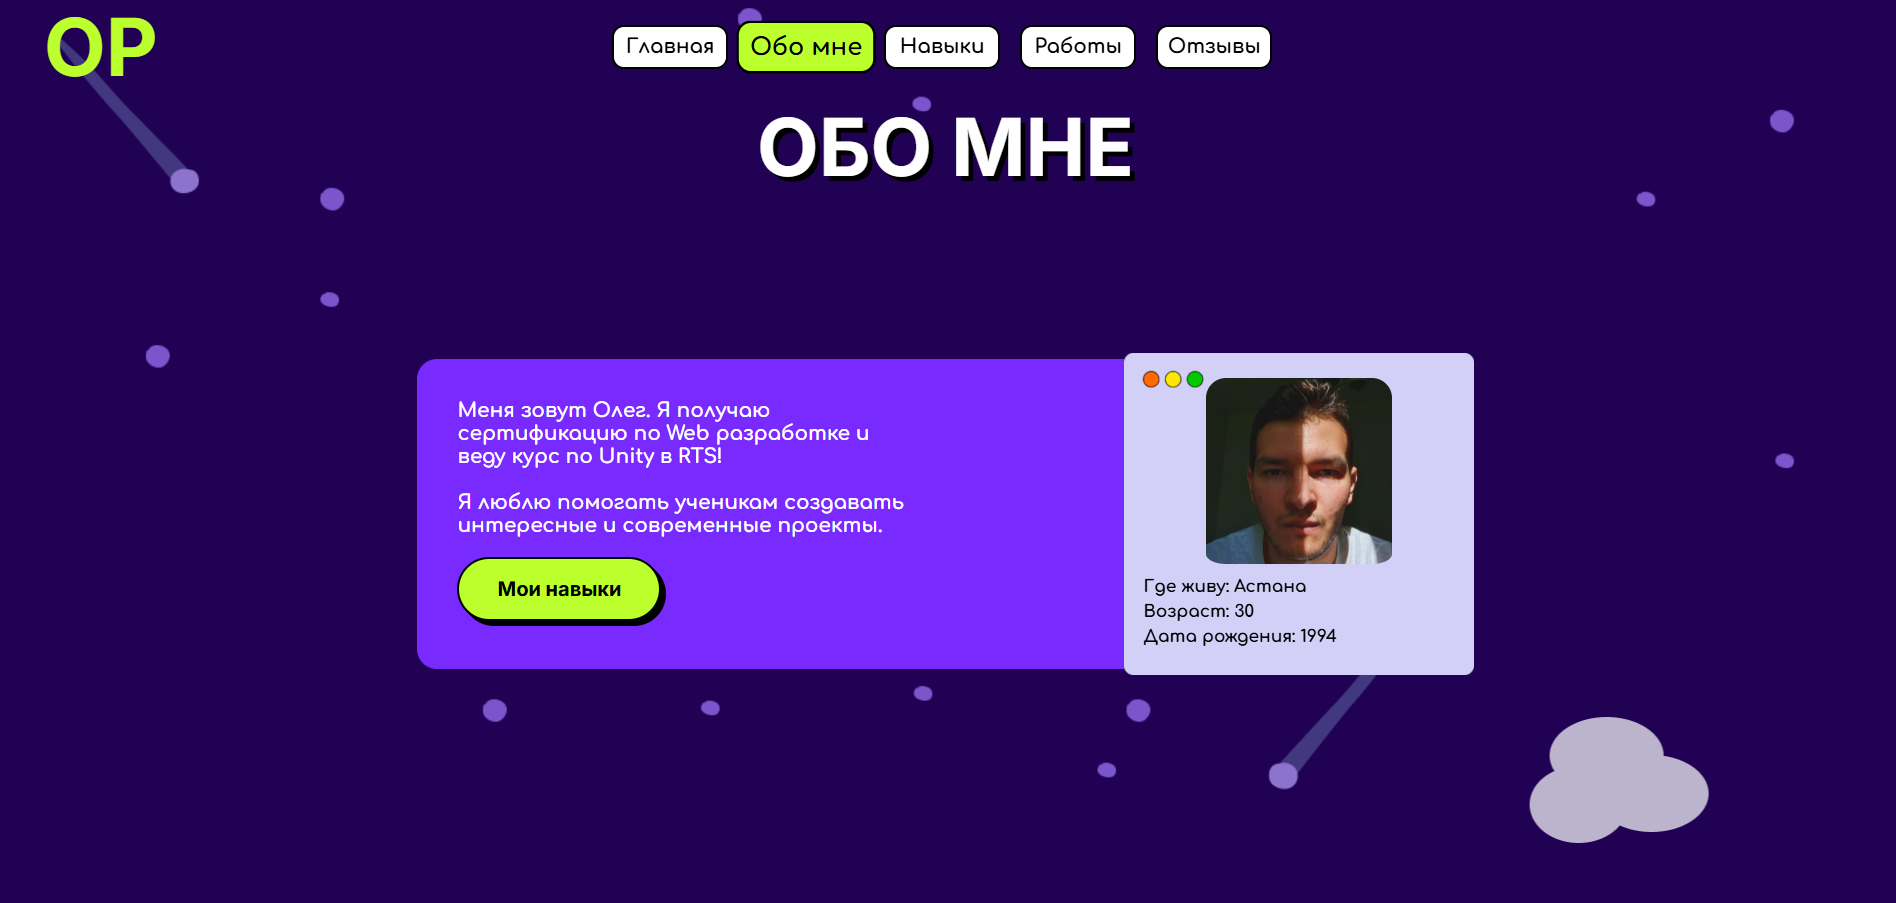 ОР
Главная
Обо мне
Навыки
Работы
Отзывы
ОБО МНЕ
Меня зовут Олег. Я получаю
сертификацию по Web разработке и
веду курс по Unity в RTS!
Я люблю помогать ученикам создавать
интересные и современные проекты.
Мои навыки
Где живу: Астана
Возраст: 30
Дата рождения: 1994